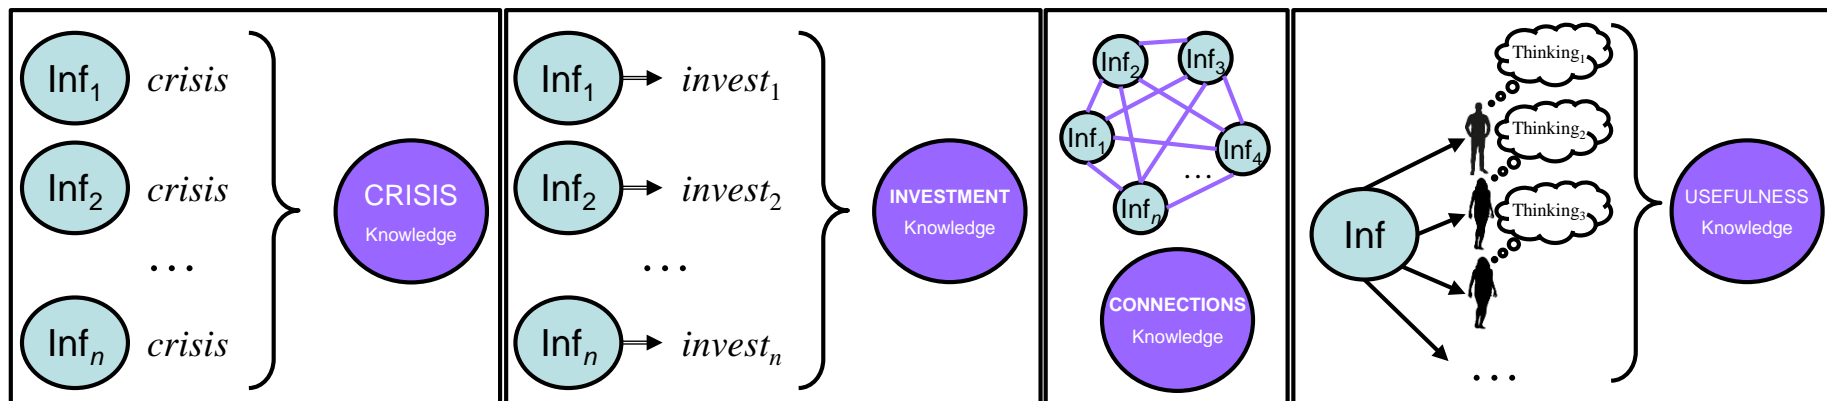 Inf₁ crisis
Inf₂ crisis
...
Infₙ crisis
CRISIS
Knowledge
Inf₁ invest₁
Inf₂ invest₂
...
Infₙ investₙ
INVESTMENT
Knowledge
Inf₂
Inf₃
Inf₁
Inf₄
...
Infₙ
CONNECTIONS
Knowledge
Inf
Thinking₁
Thinking₂
Thinking₃
...
USEFULNESS
Knowledge